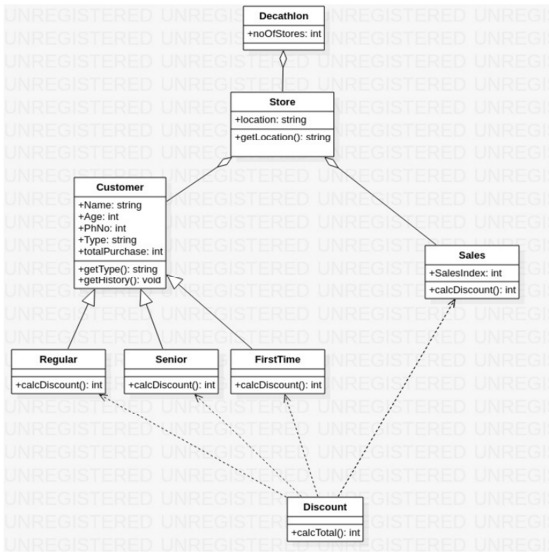 Decathlon
+noOfStores: int
Store
+location: string
+getLocation(): string
Customer
+Name: string
+Age: int
+PhNo: int
+Type: string
+totalPurchase: int
+getType(): string
+getHistory(): void
Sales
+SalesIndex: int
+calcDiscount(): int
Regular
+calcDiscount(): int
Senior
+calcDiscount(): int
FirstTime
+calcDiscount(): int
Discount
+calcTotal(): int
UNREGISTERED